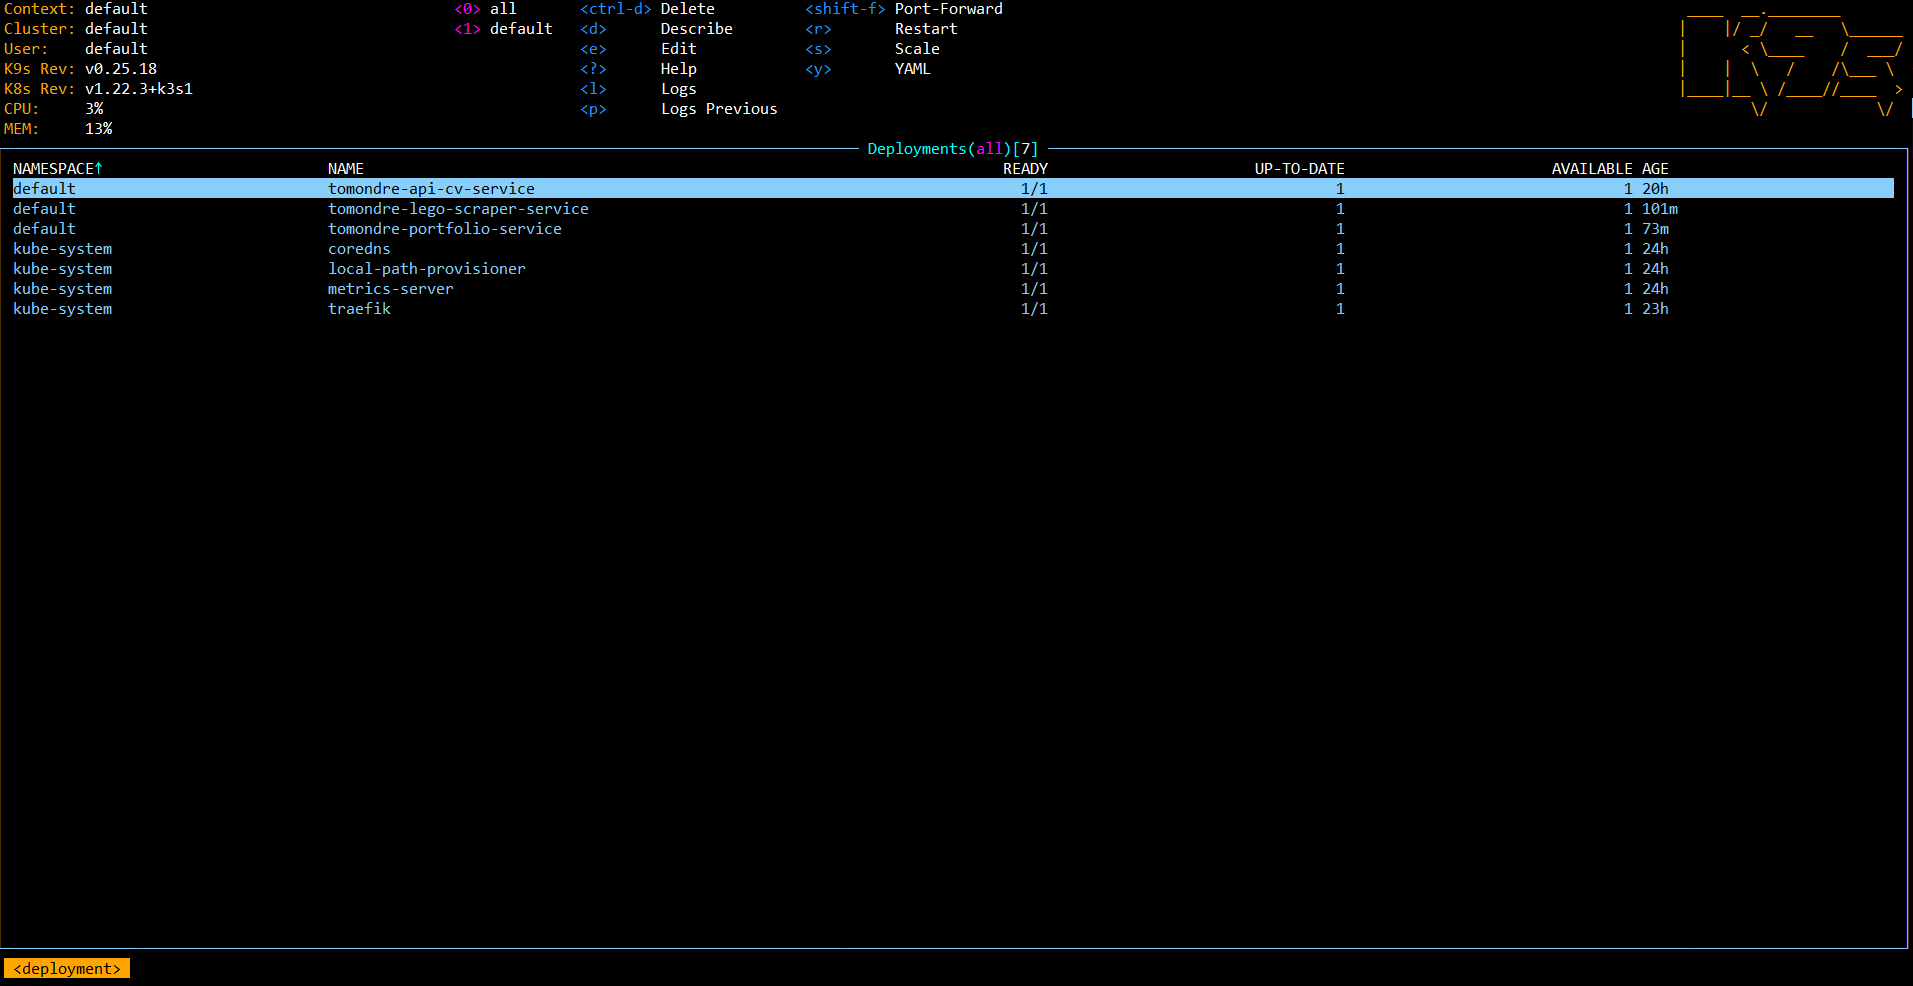 Context: default <0> all <ctrl-d> Delete <shift-f> Port-Forward
Cluster: default <1> default <d> Describe <r> Restart
User: default <e> Edit <s> Scale
K9s Rev: v0.25.18 <?> Help <y> YAML
K8s Rev: v1.22.3+k3s1 <l> Logs
CPU: 3% <p> Logs Previous
MEM: 13%
Deployments(all)[7]
NAMESPACE↑ NAME READY UP-TO-DATE AVAILABLE AGE
default tomondre-api-cv-service 1/1 1 1 20h
default tomondre-lego-scraper-service 1/1 1 1 101m
default tomondre-portfolio-service 1/1 1 1 73m
kube-system coredns 1/1 1 1 24h
kube-system local-path-provisioner 1/1 1 1 24h
kube-system metrics-server 1/1 1 1 24h
kube-system traefik 1/1 1 1 23h
<deployment>